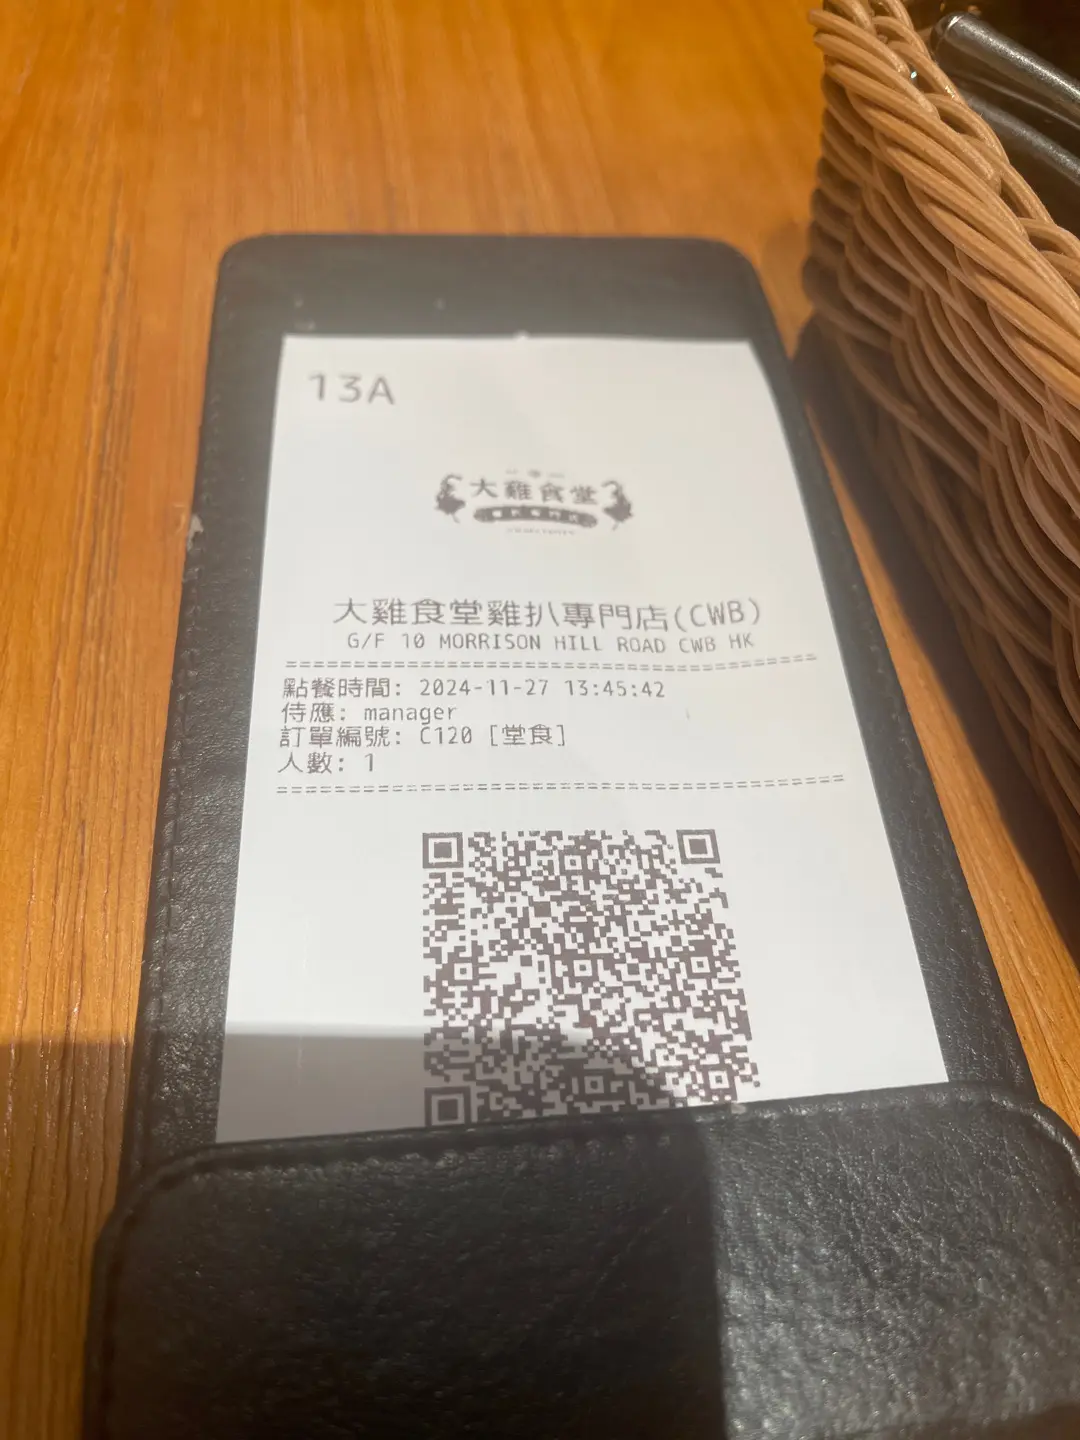 13A
大雞食堂
大雞食堂雞扒專門店(CWB)
G/F 10 MORRISON HILL ROAD CWB HK
點餐時間: 2024-11-27 13:45:42
侍應: manager
訂單編號: C120 [堂食]
人數: 1